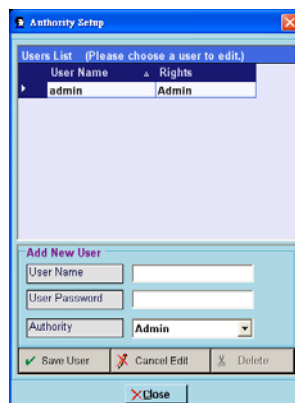 Authority Setup
Users List (Please choose a user to edit.)
User Name Rights
admin Admin
Add New User
User Name
User Password
Authority Admin
Save User Cancel Edit Delete
Close